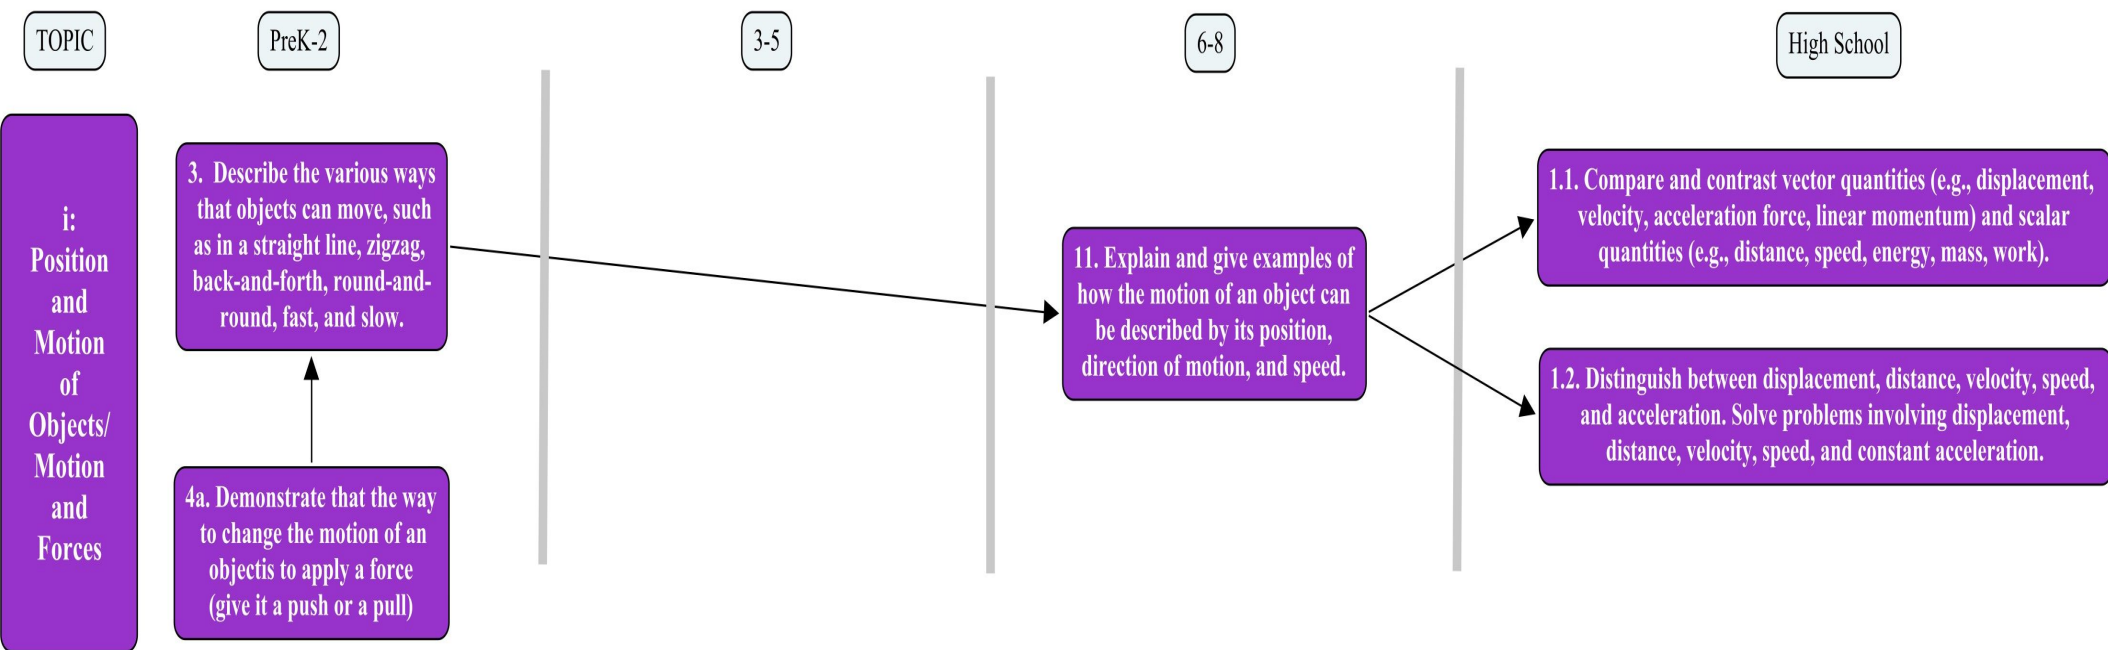 TOPIC
PreK-2
3-5
6-8
High School
i:
Position
and
Motion
of
Objects/
Motion
and
Forces
3.  Describe the various ways
that objects can move, such
as in a straight line, zigzag,
back-and-forth, round-and-
round, fast, and slow.
4a. Demonstrate that the way
to change the motion of an
objectis to apply a force
(give it a push or a pull)
11. Explain and give examples of
how the motion of an object can
be described by its position,
direction of motion, and speed.
1.1. Compare and contrast vector quantities (e.g., displacement,
velocity, acceleration force, linear momentum) and scalar
quantities (e.g., distance, speed, energy, mass, work).
1.2. Distinguish between displacement, distance, velocity, speed,
and acceleration. Solve problems involving displacement,
distance, velocity, speed, and constant acceleration.